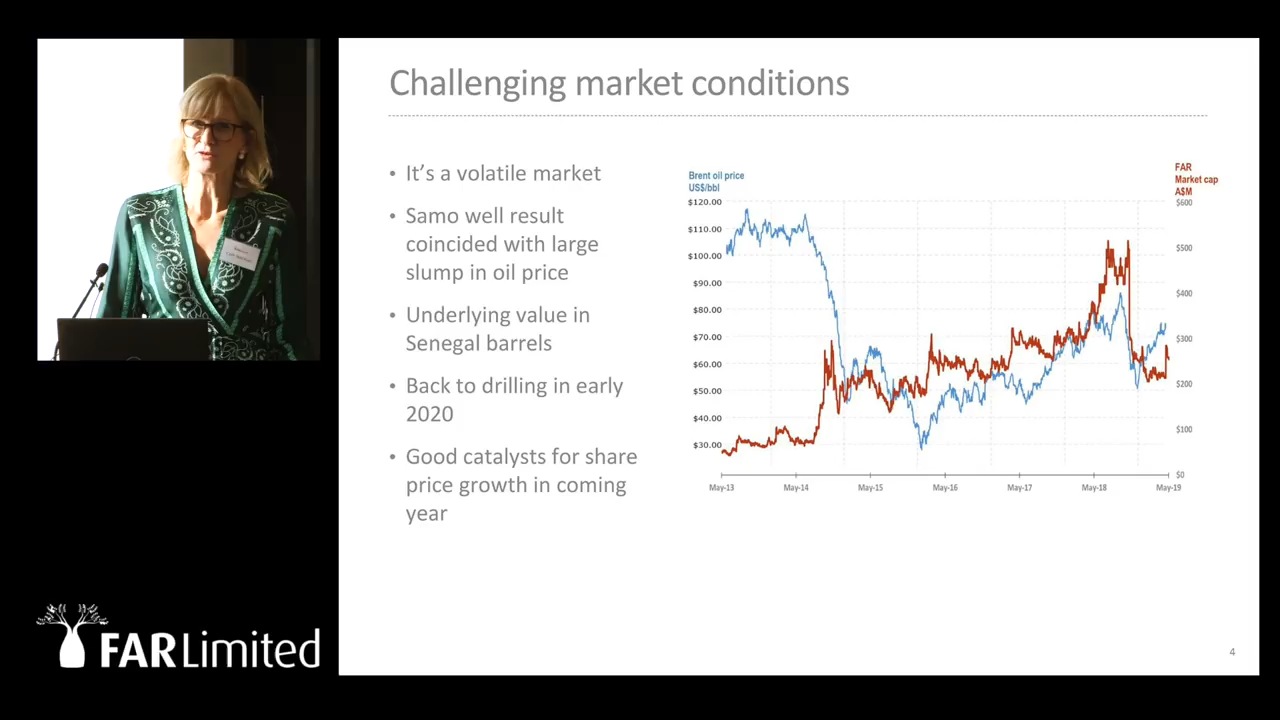 Challenging market conditions
• It's a volatile market
• Samo well result
coincided with large
slump in oil price
• Underlying value in
Senegal barrels
• Back to drilling in early
2020
• Good catalysts for share
price growth in coming
year
Brent oil price
US$/bbl
FAR
Market cap
A$M
$120.00
$110.00
$100.00
$90.00
$80.00
$70.00
$60.00
$50.00
$40.00
$30.00
$600
$500
$400
$300
$200
$100
$0
May-13 May-14 May-15 May-16 May-17 May-18 May-19
FAR Limited
4